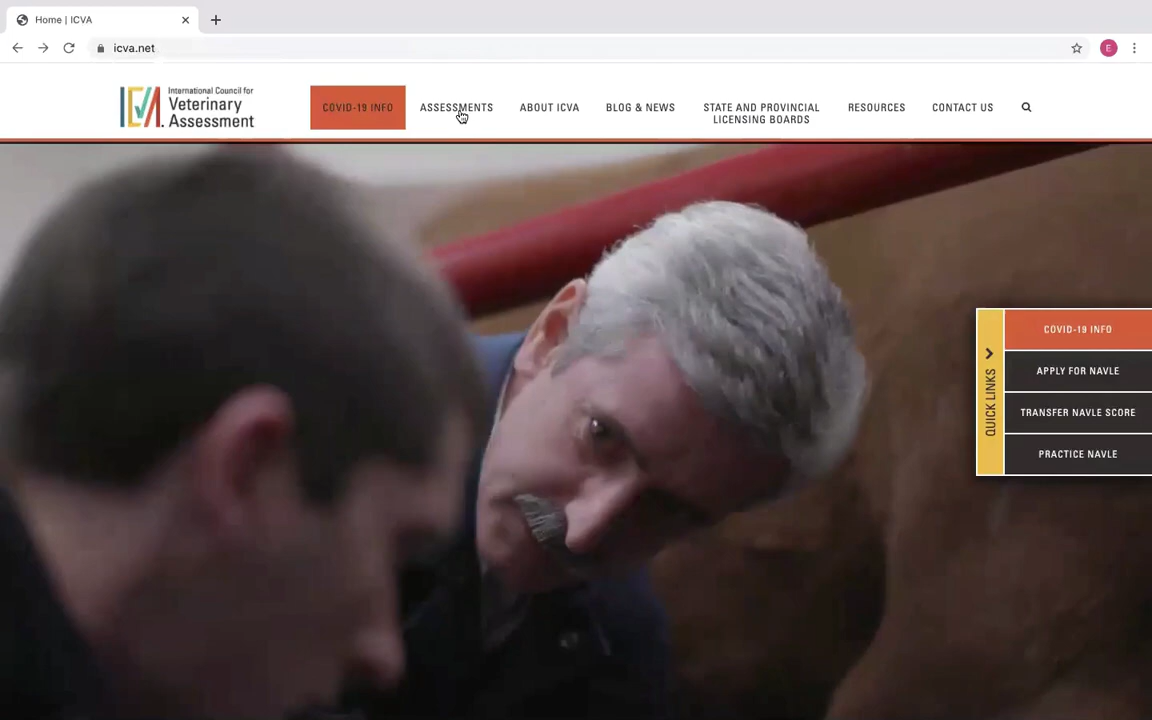 Home | ICVA
icva.net
E
ICVA.
International Council for
Veterinary
Assessment
COVID-19 INFO
ASSESSMENTS
ABOUT ICVA
BLOG & NEWS
STATE AND PROVINCIAL
LICENSING BOARDS
RESOURCES
CONTACT US
QUICK LINKS
COVID-19 INFO
APPLY FOR NAVLE
TRANSFER NAVLE SCORE
PRACTICE NAVLE